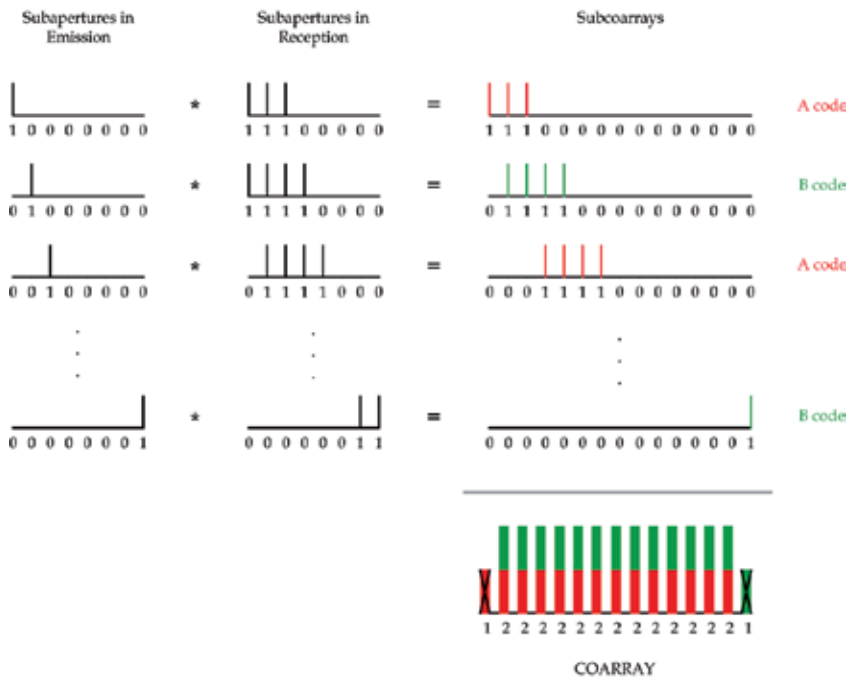 Subapertures in
Emission
Subapertures in
Reception
Subcoarrays
* = A code
1 0 0 0 0 0 0 0 1 1 1 0 0 0 0 0 1 1 1 0 0 0 0 0 0 0 0 0 0 0 0
* = B code
0 1 0 0 0 0 0 0 1 1 1 1 0 0 0 0 0 1 1 1 1 0 0 0 0 0 0 0 0 0 0
* = A code
0 0 1 0 0 0 0 0 0 1 1 1 1 0 0 0 0 0 0 1 1 1 1 0 0 0 0 0 0 0 0
* = B code
0 0 0 0 0 0 0 1 0 0 0 0 0 0 1 1 0 0 0 0 0 0 0 0 0 0 0 0 0 0 1
1 2 2 2 2 2 2 2 2 2 2 2 2 2 1
COARRAY